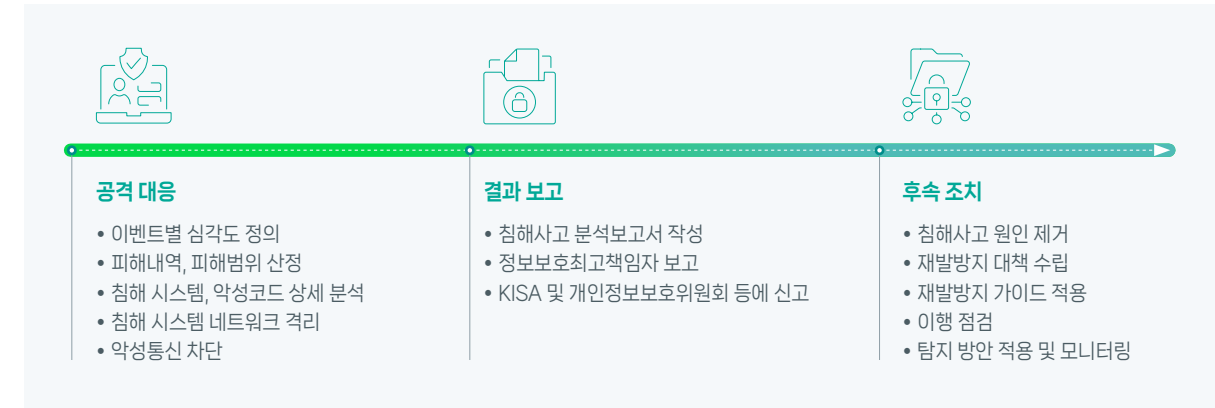 공격 대응
• 이벤트별 심각도 정의
• 피해내역, 피해범위 산정
• 침해 시스템, 악성코드 상세 분석
• 침해 시스템 네트워크 격리
• 악성통신 차단
결과 보고
• 침해사고 분석보고서 작성
• 정보보호최고책임자 보고
• KISA 및 개인정보보호위원회 등에 신고
후속 조치
• 침해사고 원인 제거
• 재발방지 대책 수립
• 재발방지 가이드 적용
• 이행 점검
• 탐지 방안 적용 및 모니터링